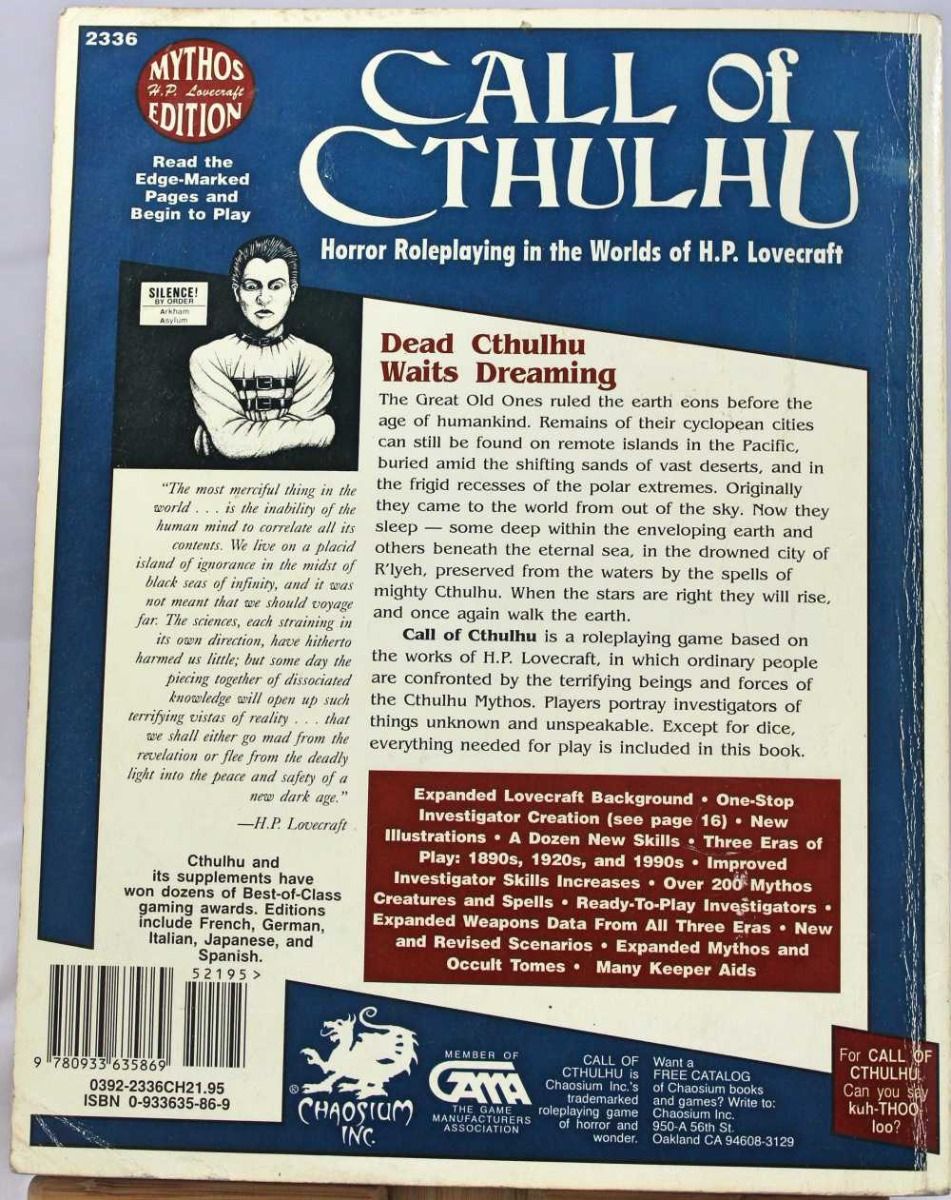 2336
MYTHOS
H.P. Lovecraft
EDITION
Read the
Edge-Marked
Pages and
Begin to Play
CALL OF
CTHULHU
Horror Roleplaying in the Worlds of H.P. Lovecraft
SILENCE!
BY ORDER
Arkham
Asylum
"The most merciful thing in the
world . . . is the inability of the
human mind to correlate all its
contents. We live on a placid
island of ignorance in the midst of
black seas of infinity, and it was
not meant that we should voyage
far. The sciences, each straining in
its own direction, have hitherto
harmed us little; but some day the
piecing together of dissociated
knowledge will open up such
terrifying vistas of reality . . . that
we shall either go mad from the
revelation or flee from the deadly
light into the peace and safety of a
new dark age."
—H.P. Lovecraft
Cthulhu and
its supplements have
won dozens of Best-of-Class
gaming awards. Editions
include French, German,
Italian, Japanese, and
Spanish.
Dead Cthulhu
Waits Dreaming
The Great Old Ones ruled the earth eons before the
age of humankind. Remains of their cyclopean cities
can still be found on remote islands in the Pacific,
buried amid the shifting sands of vast deserts, and in
the frigid recesses of the polar extremes. Originally
they came to the world from out of the sky. Now they
sleep — some deep within the enveloping earth and
others beneath the eternal sea, in the drowned city of
R'lyeh, preserved from the waters by the spells of
mighty Cthulhu. When the stars are right they will rise,
and once again walk the earth.
Call of Cthulhu is a roleplaying game based on
the works of H.P. Lovecraft, in which ordinary people
are confronted by the terrifying beings and forces of
the Cthulhu Mythos. Players portray investigators of
things unknown and unspeakable. Except for dice,
everything needed for play is included in this book.
Expanded Lovecraft Background • One-Stop
Investigator Creation (see page 16) • New
Illustrations • A Dozen New Skills • Three Eras of
Play: 1890s, 1920s, and 1990s • Improved
Investigator Skills Increases • Over 200 Mythos
Creatures and Spells • Ready-To-Play Investigators •
Expanded Weapons Data From All Three Eras • New
and Revised Scenarios • Expanded Mythos and
Occult Tomes • Many Keeper Aids
52195>
9 780933 635869
0392-2336CH21.95
ISBN 0-933635-86-9
®
CHAOSIUM
INC.
MEMBER OF
GAMA
THE GAME
MANUFACTURERS
ASSOCIATION
CALL OF
CTHULHU is
Chaosium Inc.'s
trademarked
roleplaying game
of horror and
wonder.
Want a
FREE CATALOG
of Chaosium books
and games? Write to:
Chaosium Inc.
950-A 56th St.
Oakland CA 94608-3129
For CALL OF
CTHULHU.
Can you say
kuh-THOO-
loo?